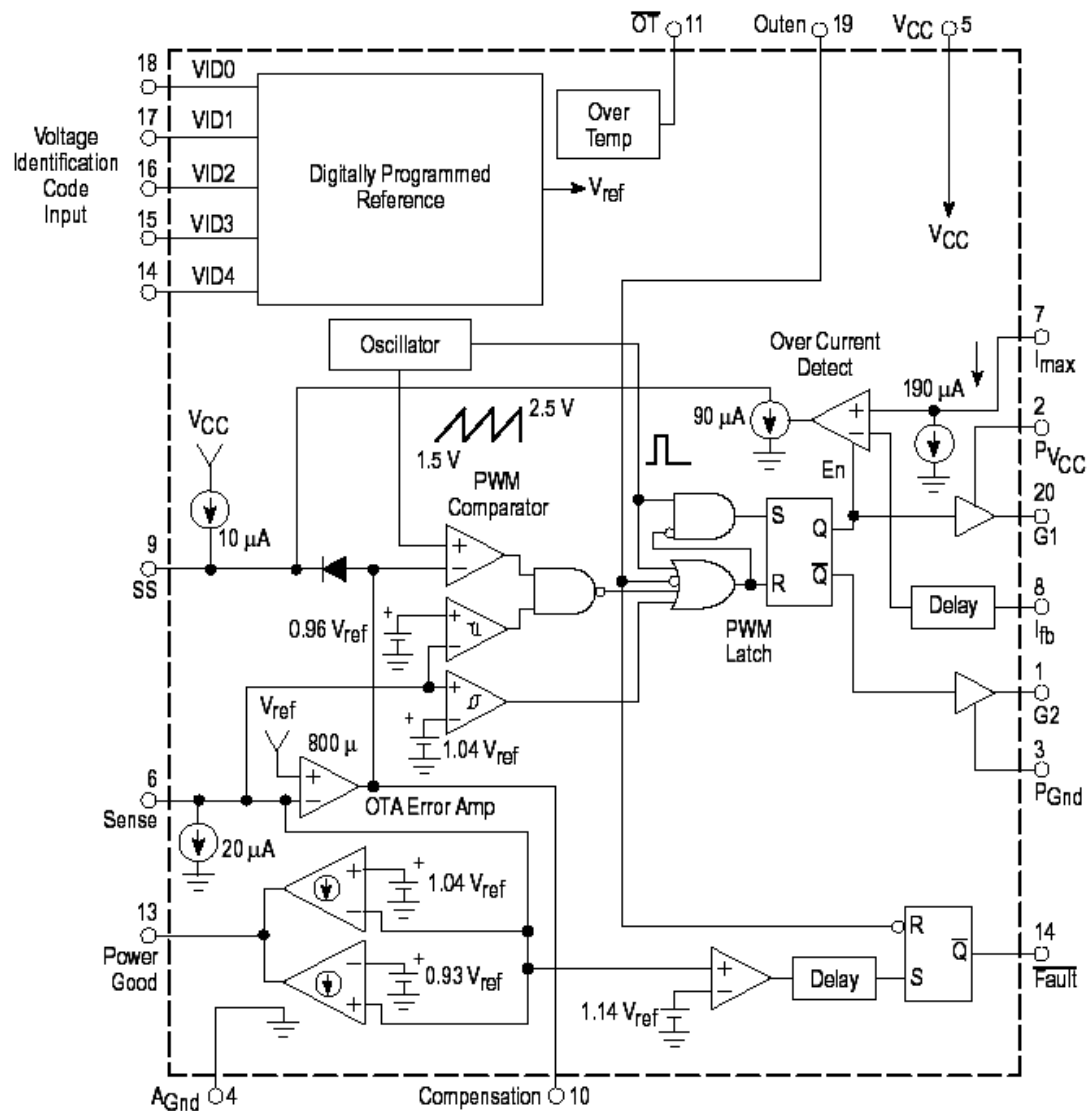 OT 11
Outen 19
VCC 5
18
VID0
17
VID1
16
VID2
15
VID3
14
VID4
Voltage
Identification
Code
Input
Digitally Programmed
Reference
Vref
Over
Temp
VCC
Oscillator
Over Current
Detect
7
Imax
190 μA
90 μA
2
PVCC
2.5 V
1.5 V
VCC
PWM
Comparator
En
10 μA
9
SS
S
Q
R
Q
20
G1
8
Ifb
Delay
0.96 Vref
PWM
Latch
1
G2
1.04 Vref
Vref
800 μ
3
PGnd
6
Sense
OTA Error Amp
20 μA
1.04 Vref
13
Power
Good
0.93 Vref
R
Q
S
14
Fault
Delay
1.14 Vref
AGnd 4
Compensation 10